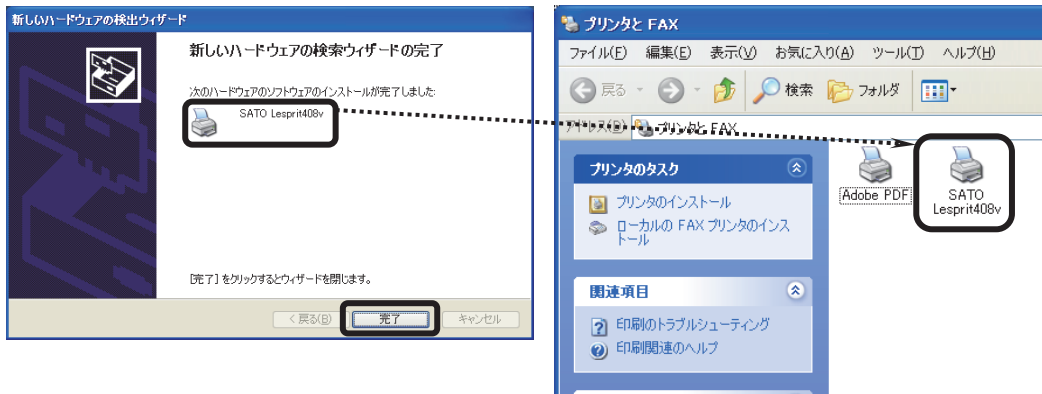 新しいハードウェアの検出ウィザード
新しいハードウェアの検索ウィザードの完了
次のハードウェアのソフトウェアのインストールが完了しました:
SATO Lesprit408v
[完了] をクリックするとウィザードを閉じます。
< 戻る(B)
完了
キャンセル
プリンタと FAX
ファイル(F) 編集(E) 表示(V) お気に入り(A) ツール(T) ヘルプ(H)
戻る 検索 フォルダ
アドレス(D) プリンタと FAX
プリンタのタスク
プリンタのインストール
ローカルの FAX プリンタのインス
トール
関連項目
印刷のトラブルシューティング
印刷関連のヘルプ
Adobe PDF
SATO
Lesprit408v